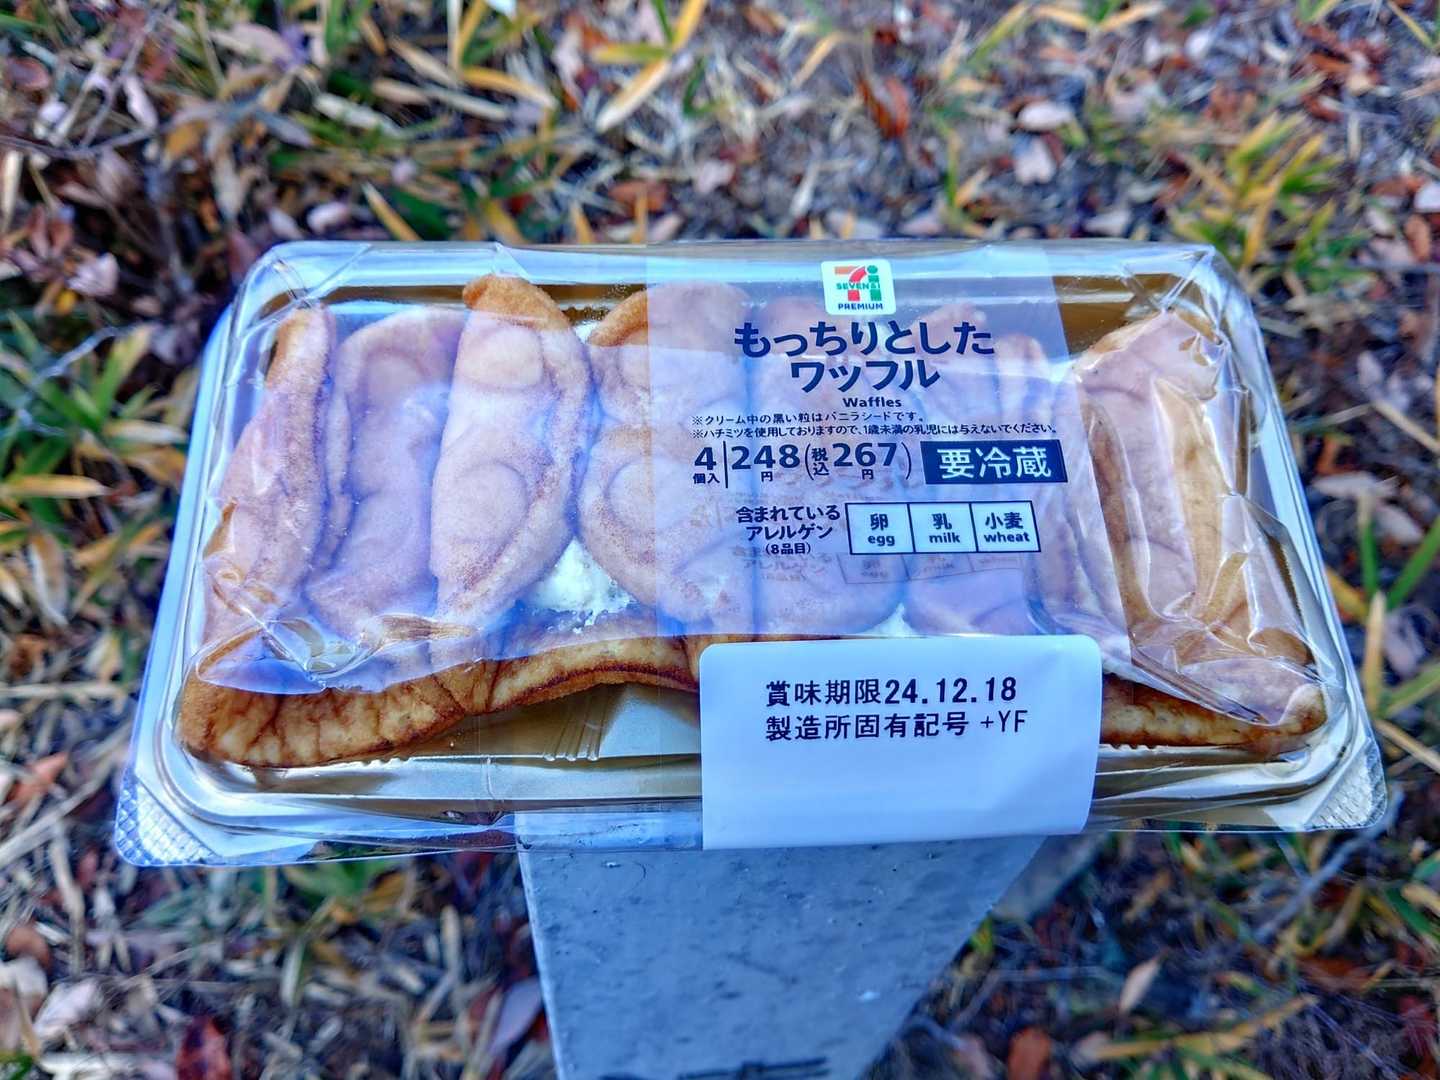 SEVEN&i
PREMIUM
もっちりとした
ワッフル
Waffles
※クリーム中の黒い粒はバニラシードです。
※ハチミツを使用しておりますので、1歳未満の乳児には与えないでください。
4個入 248円 (税込267円) 要冷蔵
含まれている
アレルゲン
(8品目)
卵 乳 小麦
egg milk wheat
賞味期限24.12.18
製造所固有記号 +YF